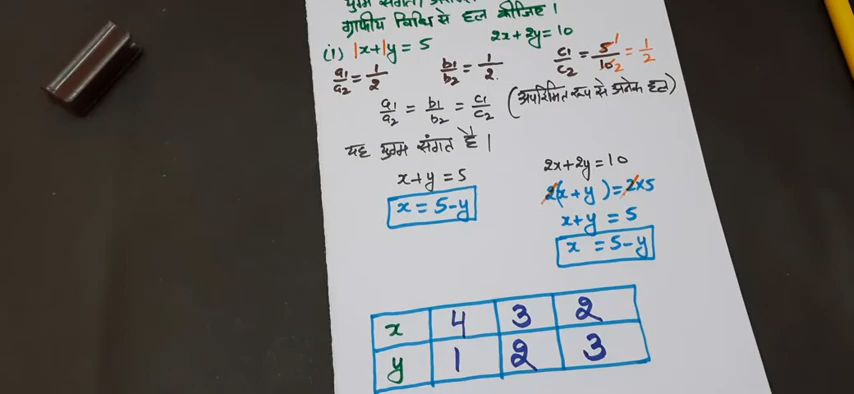 ग्राफीय विधि से हल कीजिए।
(i) 1x+1y=5 2x+2y=10
a1/a2 = 1/2 b1/b2 = 1/2 c1/c2 = 5/10 = 1/2
a1/a2 = b1/b2 = c1/c2 (अपरिमित रूप से अनेक हल)
यह युग्म संगत है।
x+y=5 2x+2y=10
x=5-y 2(x+y)=2x5
x+y=5
x=5-y
x 4 3 2
y 1 2 3